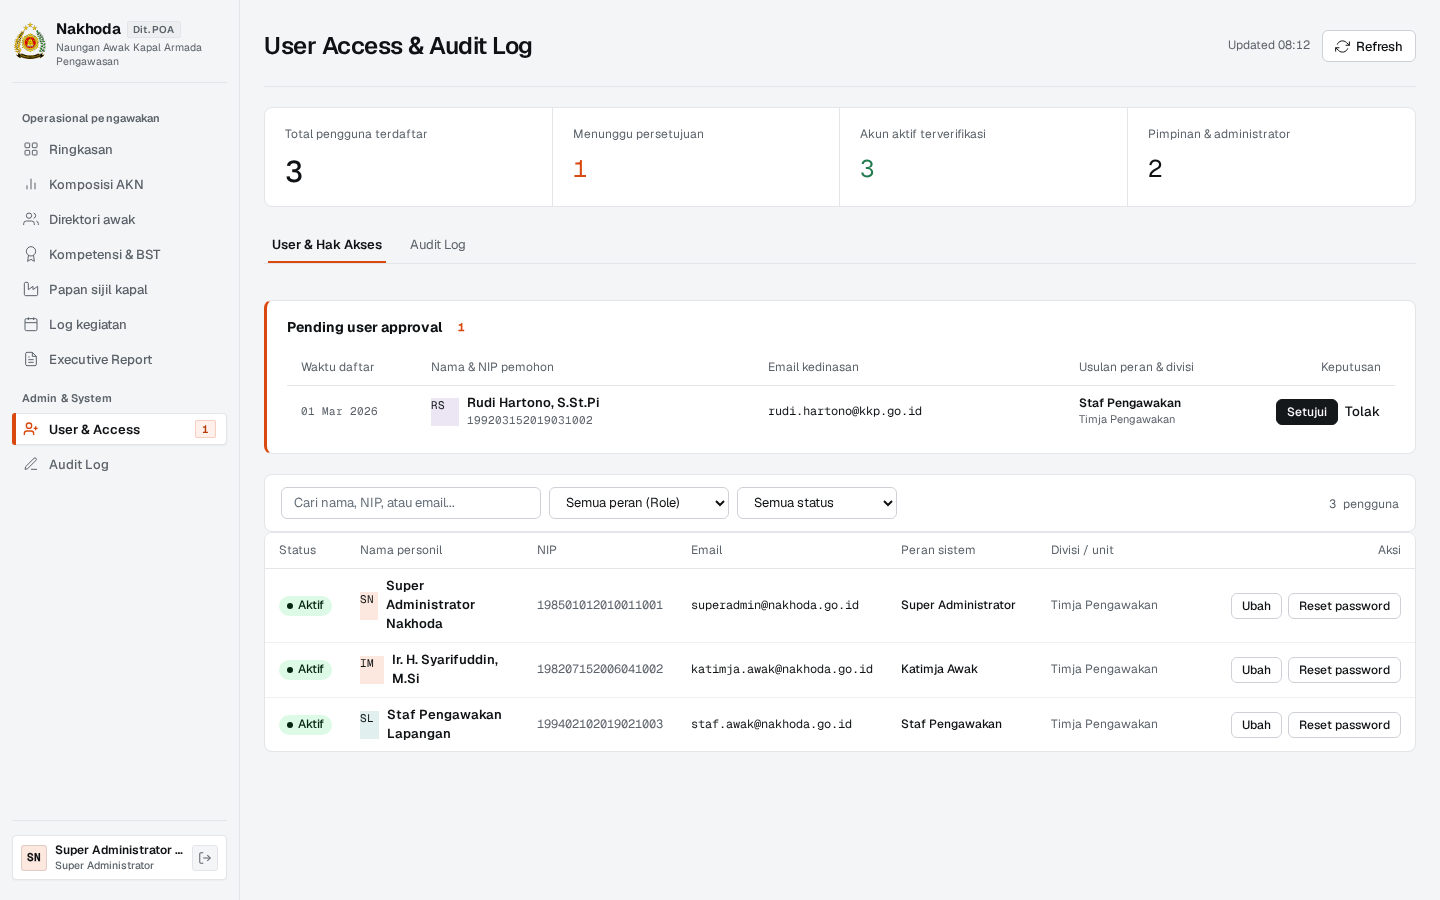 Nakhoda Dit. POA
Naungan Awak Kapal Armada
Pengawasan
Operasional pengawakan
Ringkasan
Komposisi AKN
Direktori awak
Kompetensi & BST
Papan sijil kapal
Log kegiatan
Executive Report
Admin & System
User & Access 1
Audit Log
SN Super Administrator ...
Super Administrator
User Access & Audit Log
Updated 08:12 Refresh
Total pengguna terdaftar
3
Menunggu persetujuan
1
Akun aktif terverifikasi
3
Pimpinan & administrator
2
User & Hak Akses Audit Log
Pending user approval 1
Waktu daftar Nama & NIP pemohon Email kedinasan Usulan peran & divisi Keputusan
01 Mar 2026 RS Rudi Hartono, S.St.Pi
199203152019031002 rudi.hartono@kkp.go.id Staf Pengawakan
Timja Pengawakan Setujui Tolak
Cari nama, NIP, atau email... Semua peran (Role) Semua status 3 pengguna
Status Nama personil NIP Email Peran sistem Divisi / unit Aksi
Aktif SN Super
Administrator
Nakhoda 198501012010011001 superadmin@nakhoda.go.id Super Administrator Timja Pengawakan Ubah Reset password
Aktif IM Ir. H. Syarifuddin,
M.Si 198207152006041002 katimja.awak@nakhoda.go.id Katimja Awak Timja Pengawakan Ubah Reset password
Aktif SL Staf Pengawakan
Lapangan 199402102019021003 staf.awak@nakhoda.go.id Staf Pengawakan Timja Pengawakan Ubah Reset password